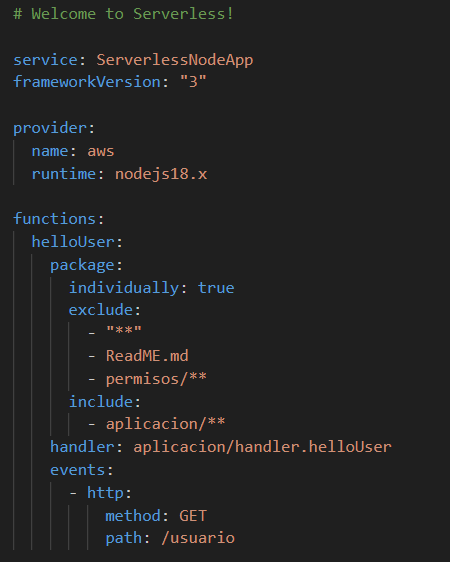 # Welcome to Serverless!
service: ServerlessNodeApp
frameworkVersion: "3"
provider:
name: aws
runtime: nodejs18.x
functions:
helloUser:
package:
individually: true
exclude:
- "**"
- ReadME.md
- permisos/**
include:
- aplicacion/**
handler: aplicacion/handler.helloUser
events:
- http:
method: GET
path: /usuario